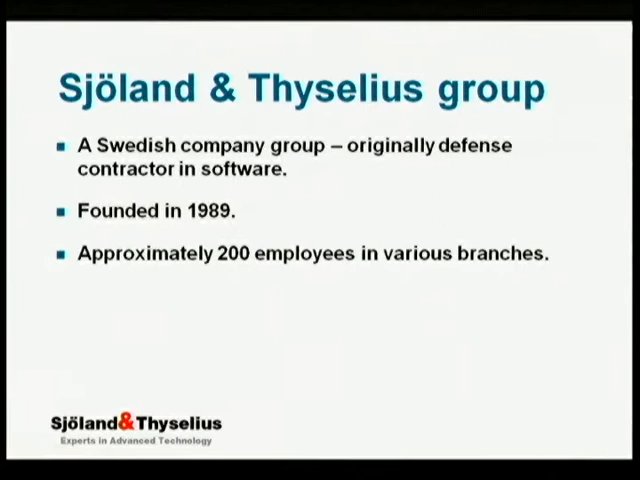 Sjöland & Thyselius group
A Swedish company group – originally defense
contractor in software.
Founded in 1989.
Approximately 200 employees in various branches.
Sjöland&Thyselius
Experts in Advanced Technology